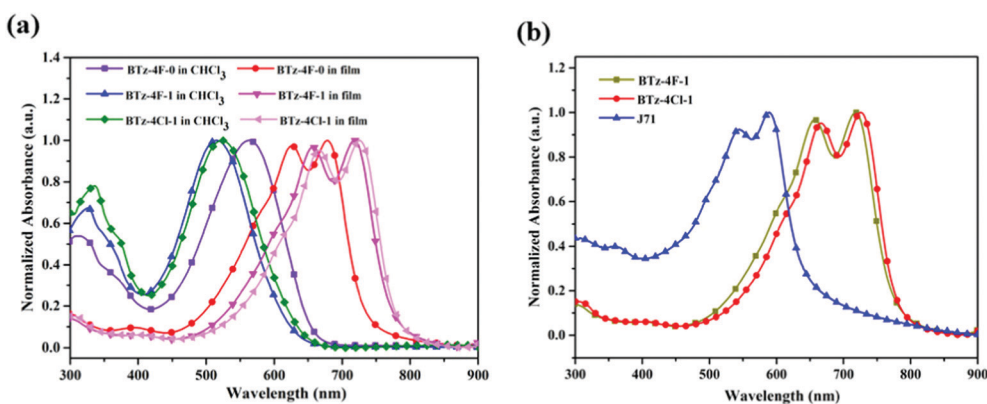 (a)
Normalized Absorbance (a.u.)
1.4
1.2
1.0
0.8
0.6
0.4
0.2
0.0
BTz-4F-0 in CHCl3
BTz-4F-0 in film
BTz-4F-1 in CHCl3
BTz-4F-1 in film
BTz-4Cl-1 in CHCl3
BTz-4Cl-1 in film
300 400 500 600 700 800 900
Wavelength (nm)
(b)
Normalized Absorbance (a.u.)
1.2
1.0
0.8
0.6
0.4
0.2
0.0
BTz-4F-1
BTz-4Cl-1
J71
300 400 500 600 700 800 900
Wavelength (nm)